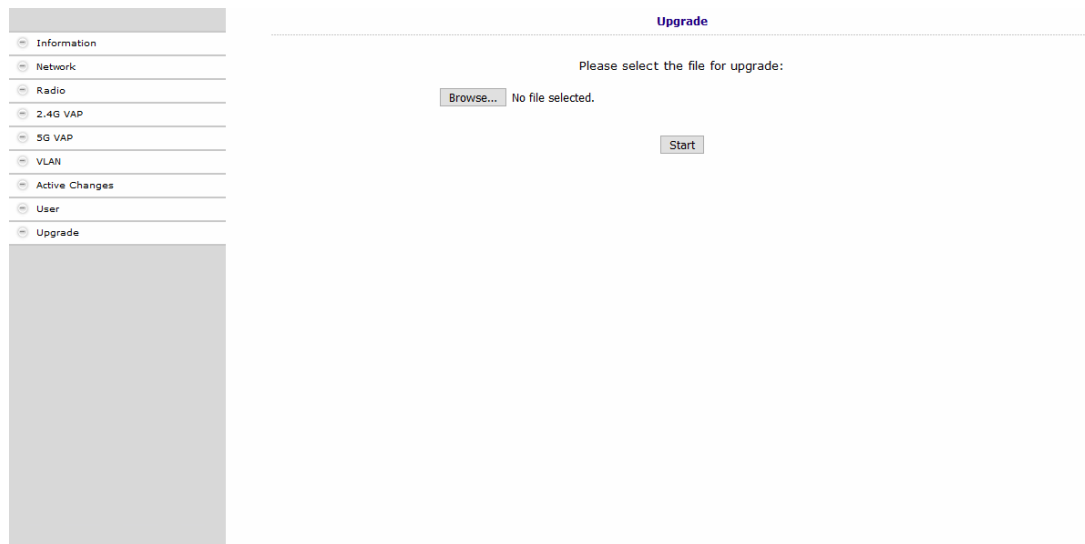 Information
Network
Radio
2.4G VAP
5G VAP
VLAN
Active Changes
User
Upgrade
Upgrade
Please select the file for upgrade:
Browse... No file selected.
Start